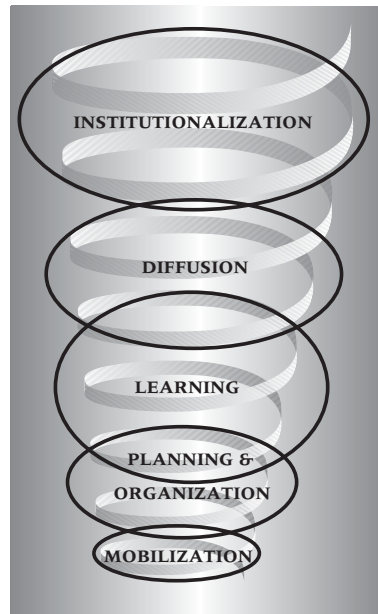 INSTITUTIONALIZATION
DIFFUSION
LEARNING
PLANNING &
ORGANIZATION
MOBILIZATION